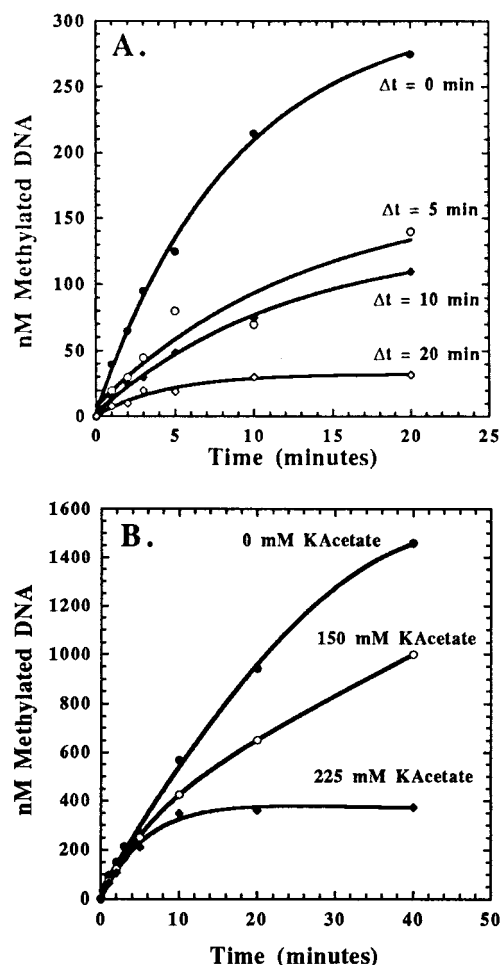 A.
300
250
200
150
100
50
0
nM Methylated DNA
Δt = 0 min
Δt = 5 min
Δt = 10 min
Δt = 20 min
0 5 10 15 20 25
Time (minutes)
B.
1600
1400
1200
1000
800
600
400
200
0
nM Methylated DNA
0 mM KAcetate
150 mM KAcetate
225 mM KAcetate
0 10 20 30 40 50
Time (minutes)